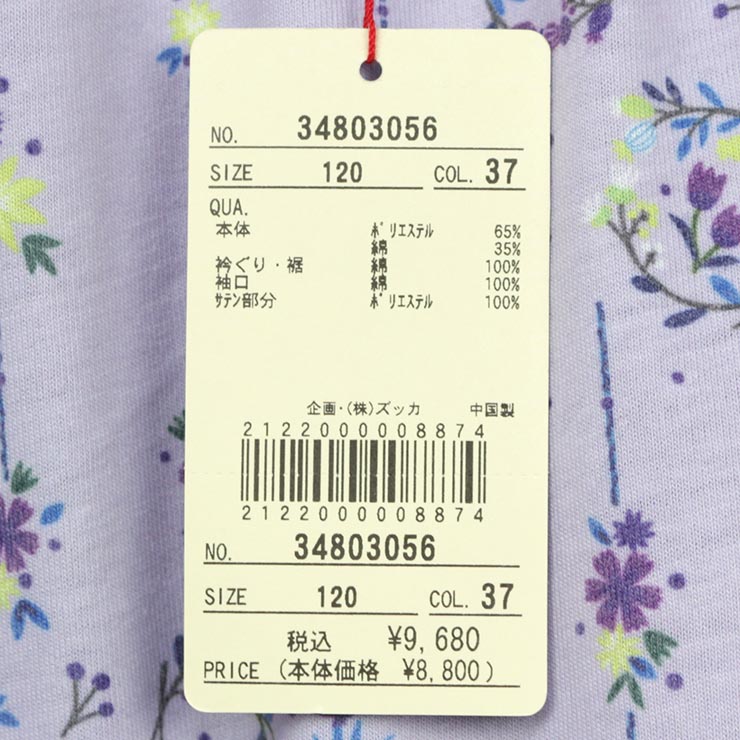 NO. 34803056
SIZE 120 COL. 37
QUA.
本体 ﾎﾟﾘｴｽﾃﾙ 65%
綿 35%
衿ぐり・裾 綿 100%
袖口 綿 100%
ｻﾃﾝ部分 ﾎﾟﾘｴｽﾃﾙ 100%
企画・(株)ズッカ 中国製
2122000008874
2122000008874
NO. 34803056
SIZE 120 COL. 37
税込 ¥9,680
PRICE (本体価格 ¥8,800)